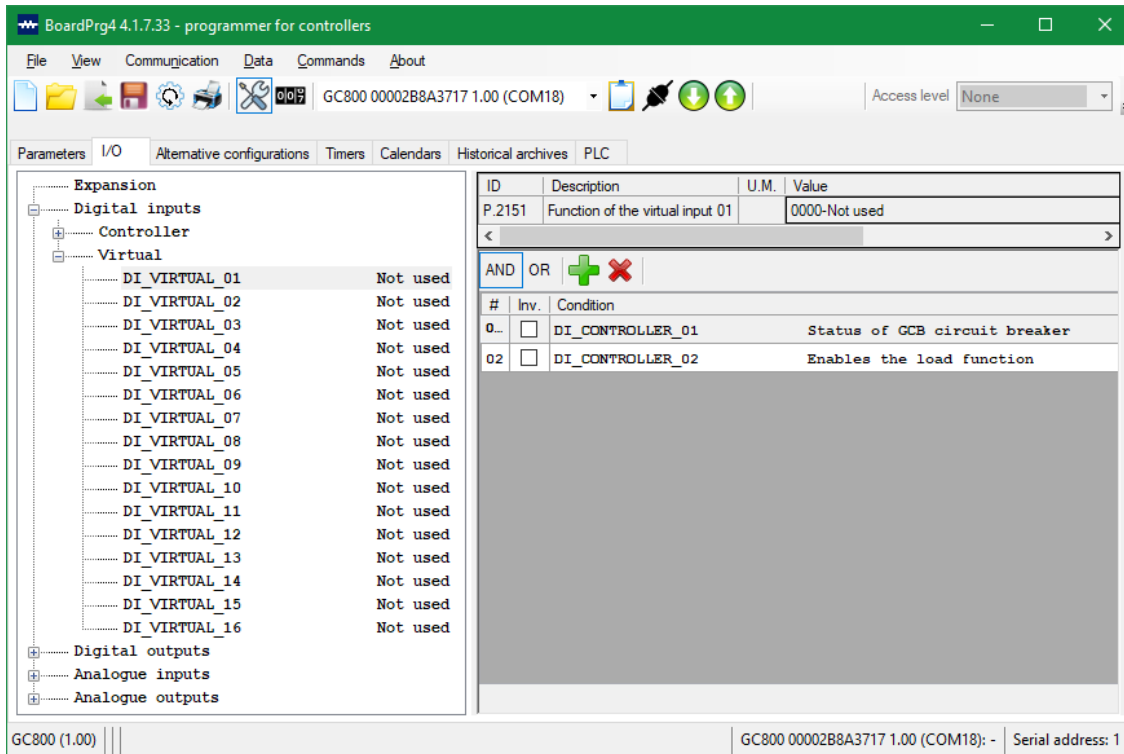 BoardPrg4 4.1.7.33 - programmer for controllers
File View Communication Data Commands About
007 GC800 00002B8A3717 1.00 (COM18) Access level None
Parameters I/O Alternative configurations Timers Calendars Historical archives PLC
Expansion
Digital inputs
Controller
Virtual
DI_VIRTUAL_01 Not used
DI_VIRTUAL_02 Not used
DI_VIRTUAL_03 Not used
DI_VIRTUAL_04 Not used
DI_VIRTUAL_05 Not used
DI_VIRTUAL_06 Not used
DI_VIRTUAL_07 Not used
DI_VIRTUAL_08 Not used
DI_VIRTUAL_09 Not used
DI_VIRTUAL_10 Not used
DI_VIRTUAL_11 Not used
DI_VIRTUAL_12 Not used
DI_VIRTUAL_13 Not used
DI_VIRTUAL_14 Not used
DI_VIRTUAL_15 Not used
DI_VIRTUAL_16 Not used
Digital outputs
Analogue inputs
Analogue outputs
ID Description U.M. Value
P.2151 Function of the virtual input 01 0000-Not used
AND OR
# Inv. Condition
0... DI_CONTROLLER_01 Status of GCB circuit breaker
02 DI_CONTROLLER_02 Enables the load function
GC800 (1.00) GC800 00002B8A3717 1.00 (COM18): - Serial address: 1